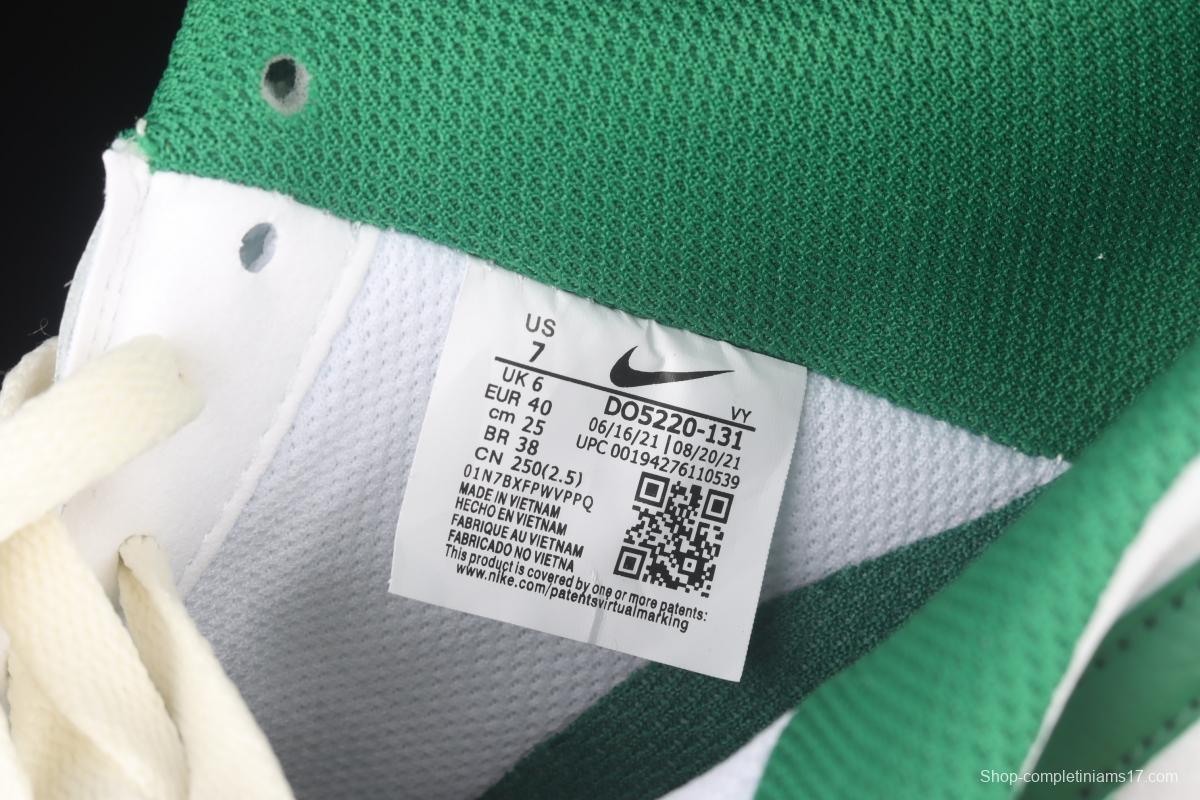 US
7
UK 6
EUR 40
cm 25
BR 38
CN 250(2.5)
01N7BXFPWVPPQ
MADE IN VIETNAM
HECHO EN VIETNAM
FABRIQUE AU VIETNAM
FABRICADO NO VIETNA
This product is covered by one or more patents:
www.nike.com/patentsvirtualmarking
VY
DO5220-131
06/16/21 | 08/20/21
UPC 00194276110539
Shop-completiniams17.com